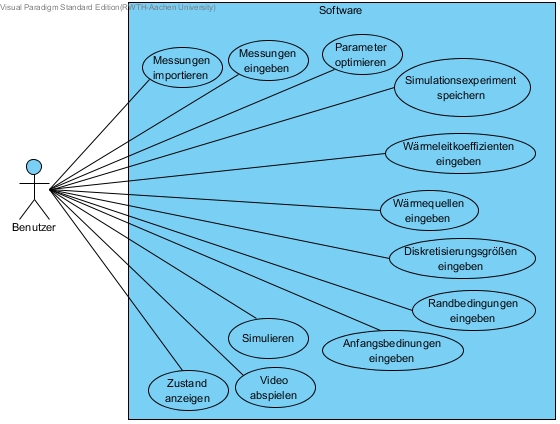 Visual Paradigm Standard Edition(RWTH-Aachen University)
Software
Messungen
importieren
Messungen
eingeben
Parameter
optimieren
Simulationsexperiment
speichern
Wärmeleitkoeffizienten
eingeben
Wärmequellen
eingeben
Diskretisierungsgrößen
eingeben
Randbedingungen
eingeben
Anfangsbedinungen
eingeben
Simulieren
Video
abspielen
Zustand
anzeigen
Benutzer